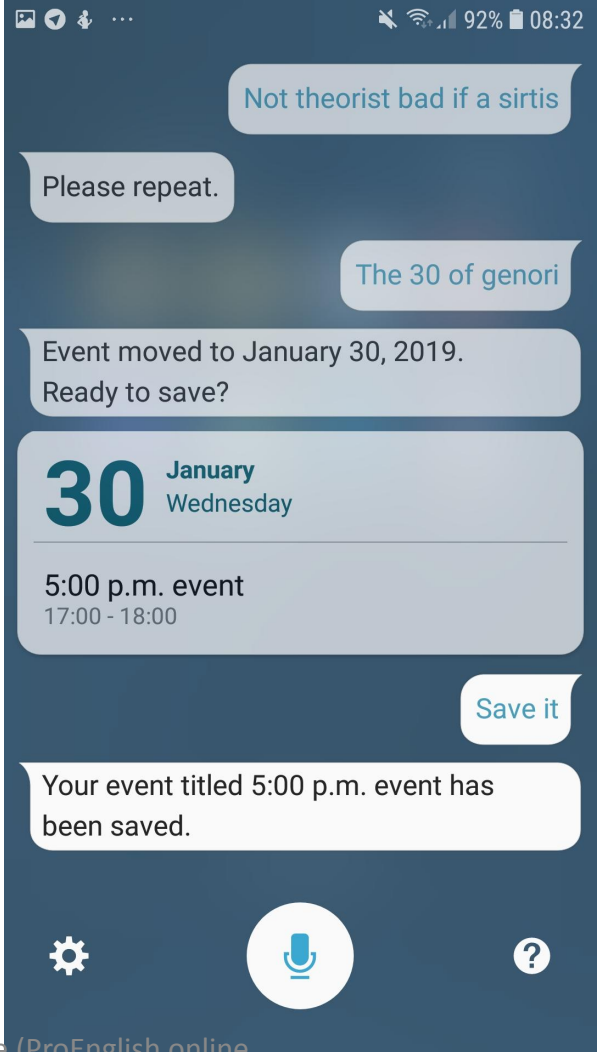 92% 08:32
Not theorist bad if a sirtis
Please repeat.
The 30 of genori
Event moved to January 30, 2019.
Ready to save?
30 January
Wednesday
5:00 p.m. event
17:00 - 18:00
Save it
Your event titled 5:00 p.m. event has
been saved.
?
(ProEnglish online